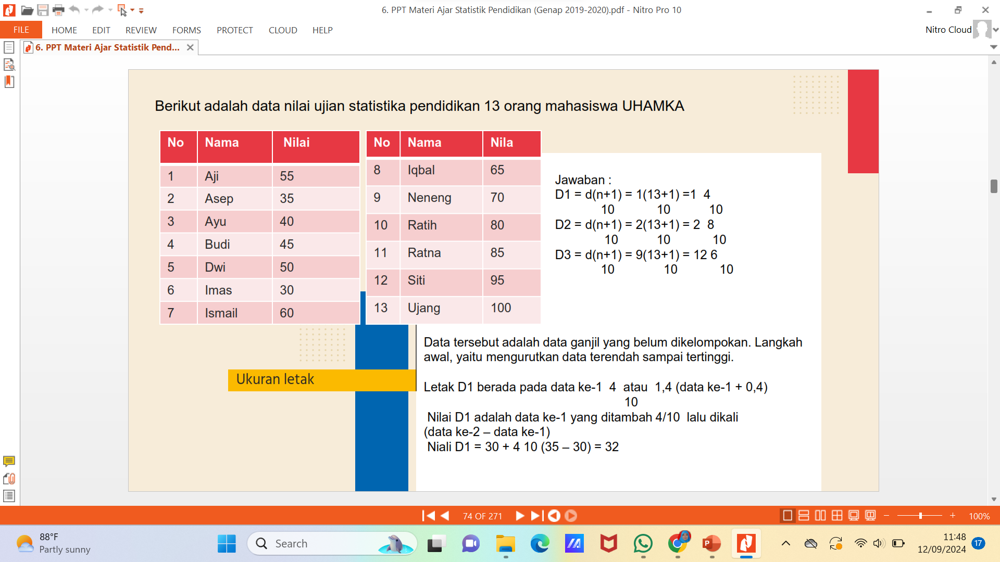 6. PPT Materi Ajar Statistik Pendidikan (Genap 2019-2020).pdf - Nitro Pro 10
FILE HOME EDIT REVIEW FORMS PROTECT CLOUD HELP
Nitro Cloud
6. PPT Materi Ajar Statistik Pend...
Berikut adalah data nilai ujian statistika pendidikan 13 orang mahasiswa UHAMKA
No Nama Nilai
1 Aji 55
2 Asep 35
3 Ayu 40
4 Budi 45
5 Dwi 50
6 Imas 30
7 Ismail 60
No Nama Nila
8 Iqbal 65
9 Neneng 70
10 Ratih 80
11 Ratna 85
12 Siti 95
13 Ujang 100
Jawaban :
D1 = d(n+1) = 1(13+1) =1 4
10 10 10
D2 = d(n+1) = 2(13+1) = 2 8
10 10 10
D3 = d(n+1) = 9(13+1) = 12 6
10 10 10
Data tersebut adalah data ganjil yang belum dikelompokan. Langkah
awal, yaitu mengurutkan data terendah sampai tertinggi.
Ukuran letak
Letak D1 berada pada data ke-1 4 atau 1,4 (data ke-1 + 0,4)
10
Nilai D1 adalah data ke-1 yang ditambah 4/10 lalu dikali
(data ke-2 – data ke-1)
Niali D1 = 30 + 4 10 (35 – 30) = 32
74 OF 271
100%
88°F
Partly sunny
Search
11:48
12/09/2024
17